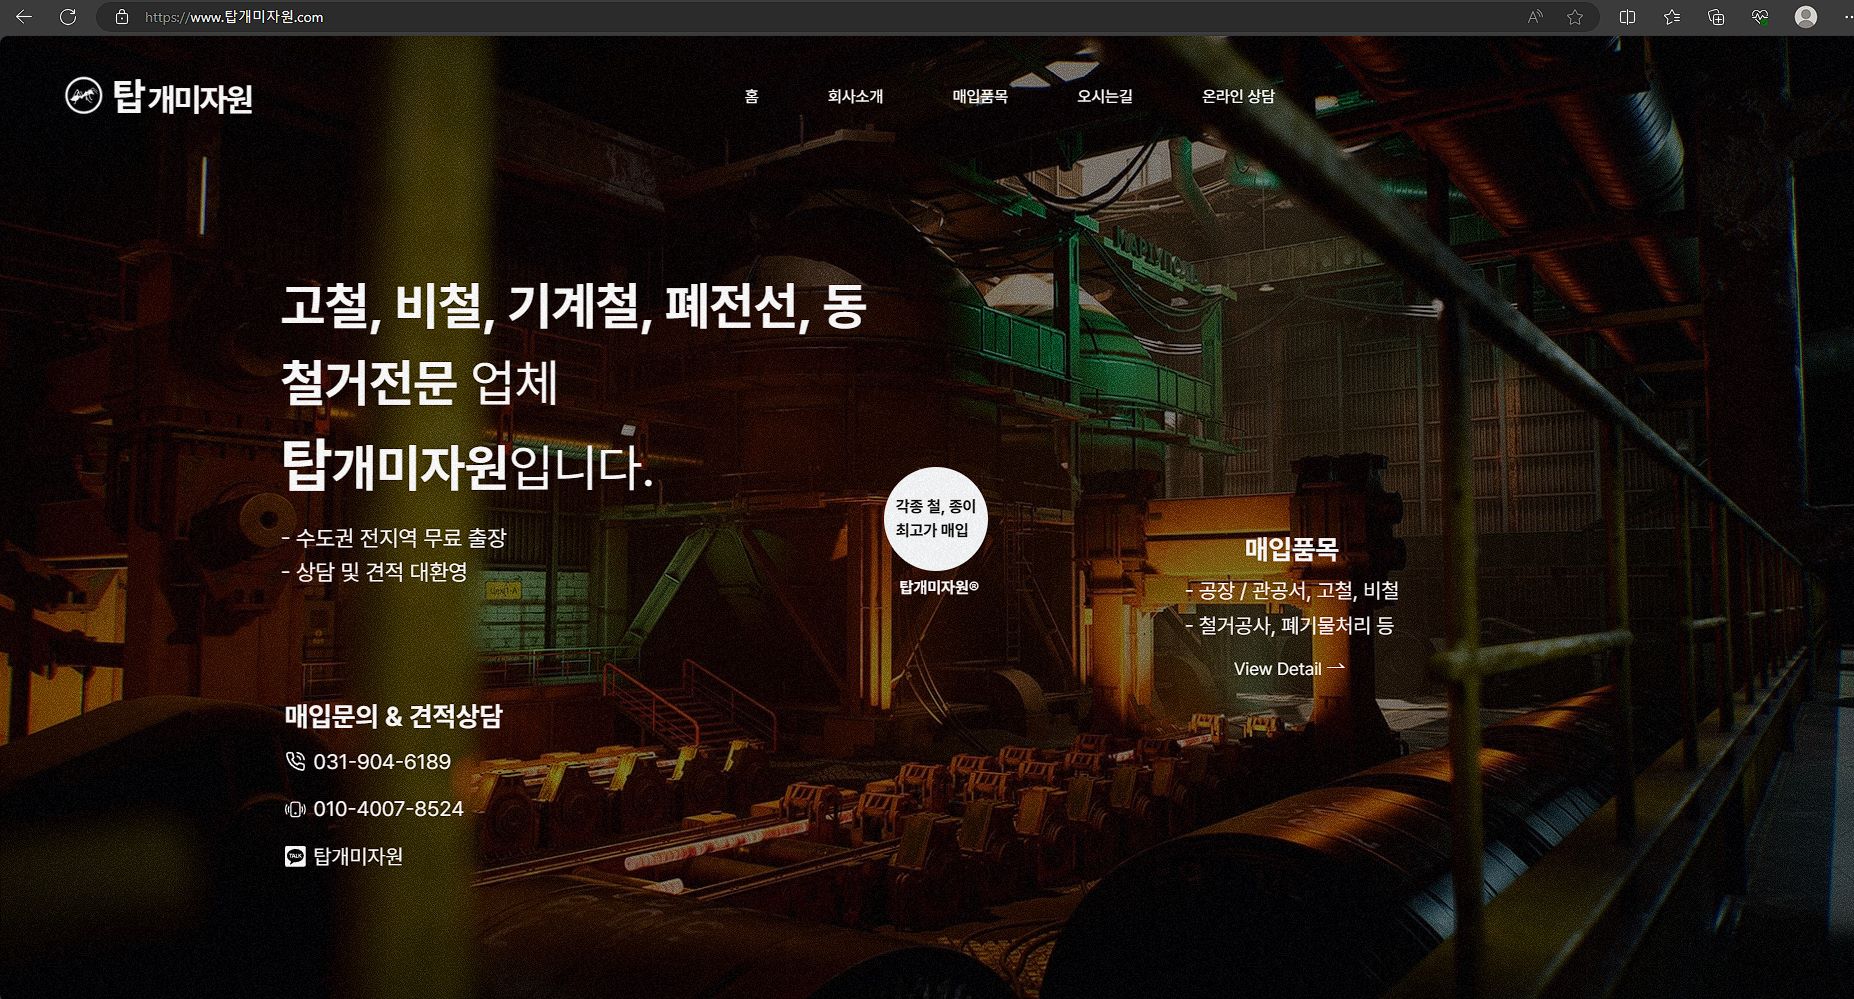 https://www.탑개미자원.com
탑개미자원
홈 회사소개 매입품목 오시는길 온라인 상담
고철, 비철, 기계철, 폐전선, 동
철거전문 업체
탑개미자원입니다.
- 수도권 전지역 무료 출장
- 상담 및 견적 대환영
각종 철, 종이
최고가 매입
탑개미자원®
매입품목
- 공장 / 관공서, 고철, 비철
- 철거공사, 폐기물처리 등
View Detail
매입문의 & 견적상담
031-904-6189
010-4007-8524
TALK 탑개미자원